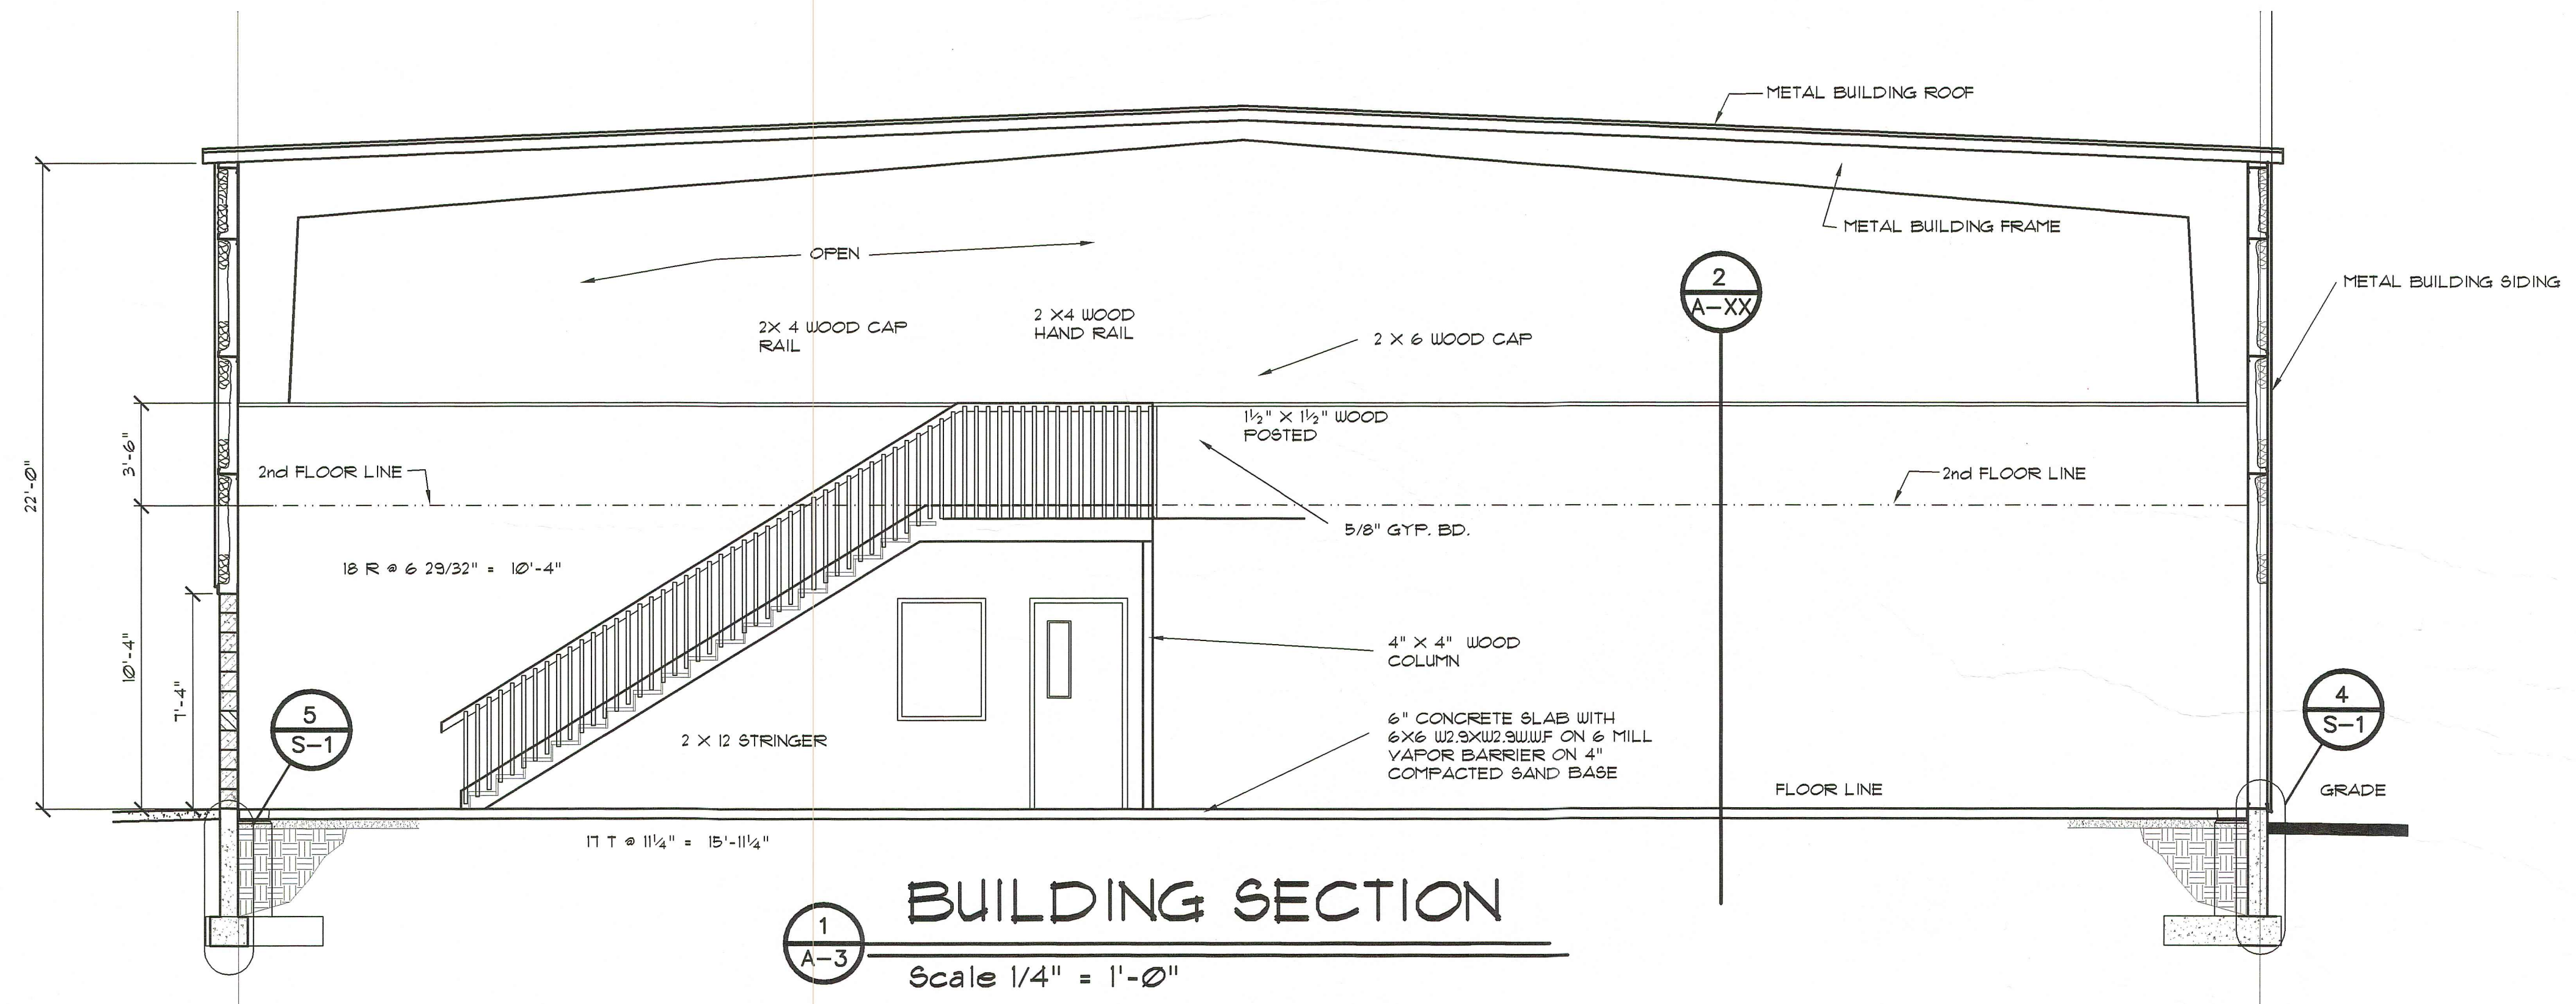 METAL BUILDING ROOF
METAL BUILDING FRAME
OPEN
2
A-XX
METAL BUILDING SIDING
2X 4 WOOD CAP
RAIL
2 X4 WOOD
HAND RAIL
2 X 6 WOOD CAP
1½" X 1½" WOOD
POSTED
22'-0"
3'-6"
2nd FLOOR LINE
2nd FLOOR LINE
5/8" GYP. BD.
18 R @ 6 29/32" = 10'-4"
10'-4"
7'-4"
4" X 4" WOOD
COLUMN
5
S-1
4
S-1
2 X 12 STRINGER
6" CONCRETE SLAB WITH
6X6 W2.9XW2.9W.W.F ON 6 MILL
VAPOR BARRIER ON 4"
COMPACTED SAND BASE
FLOOR LINE
GRADE
17 T @ 11¼" = 15'-11¼"
BUILDING SECTION
1
A-3
Scale 1/4" = 1'-0"